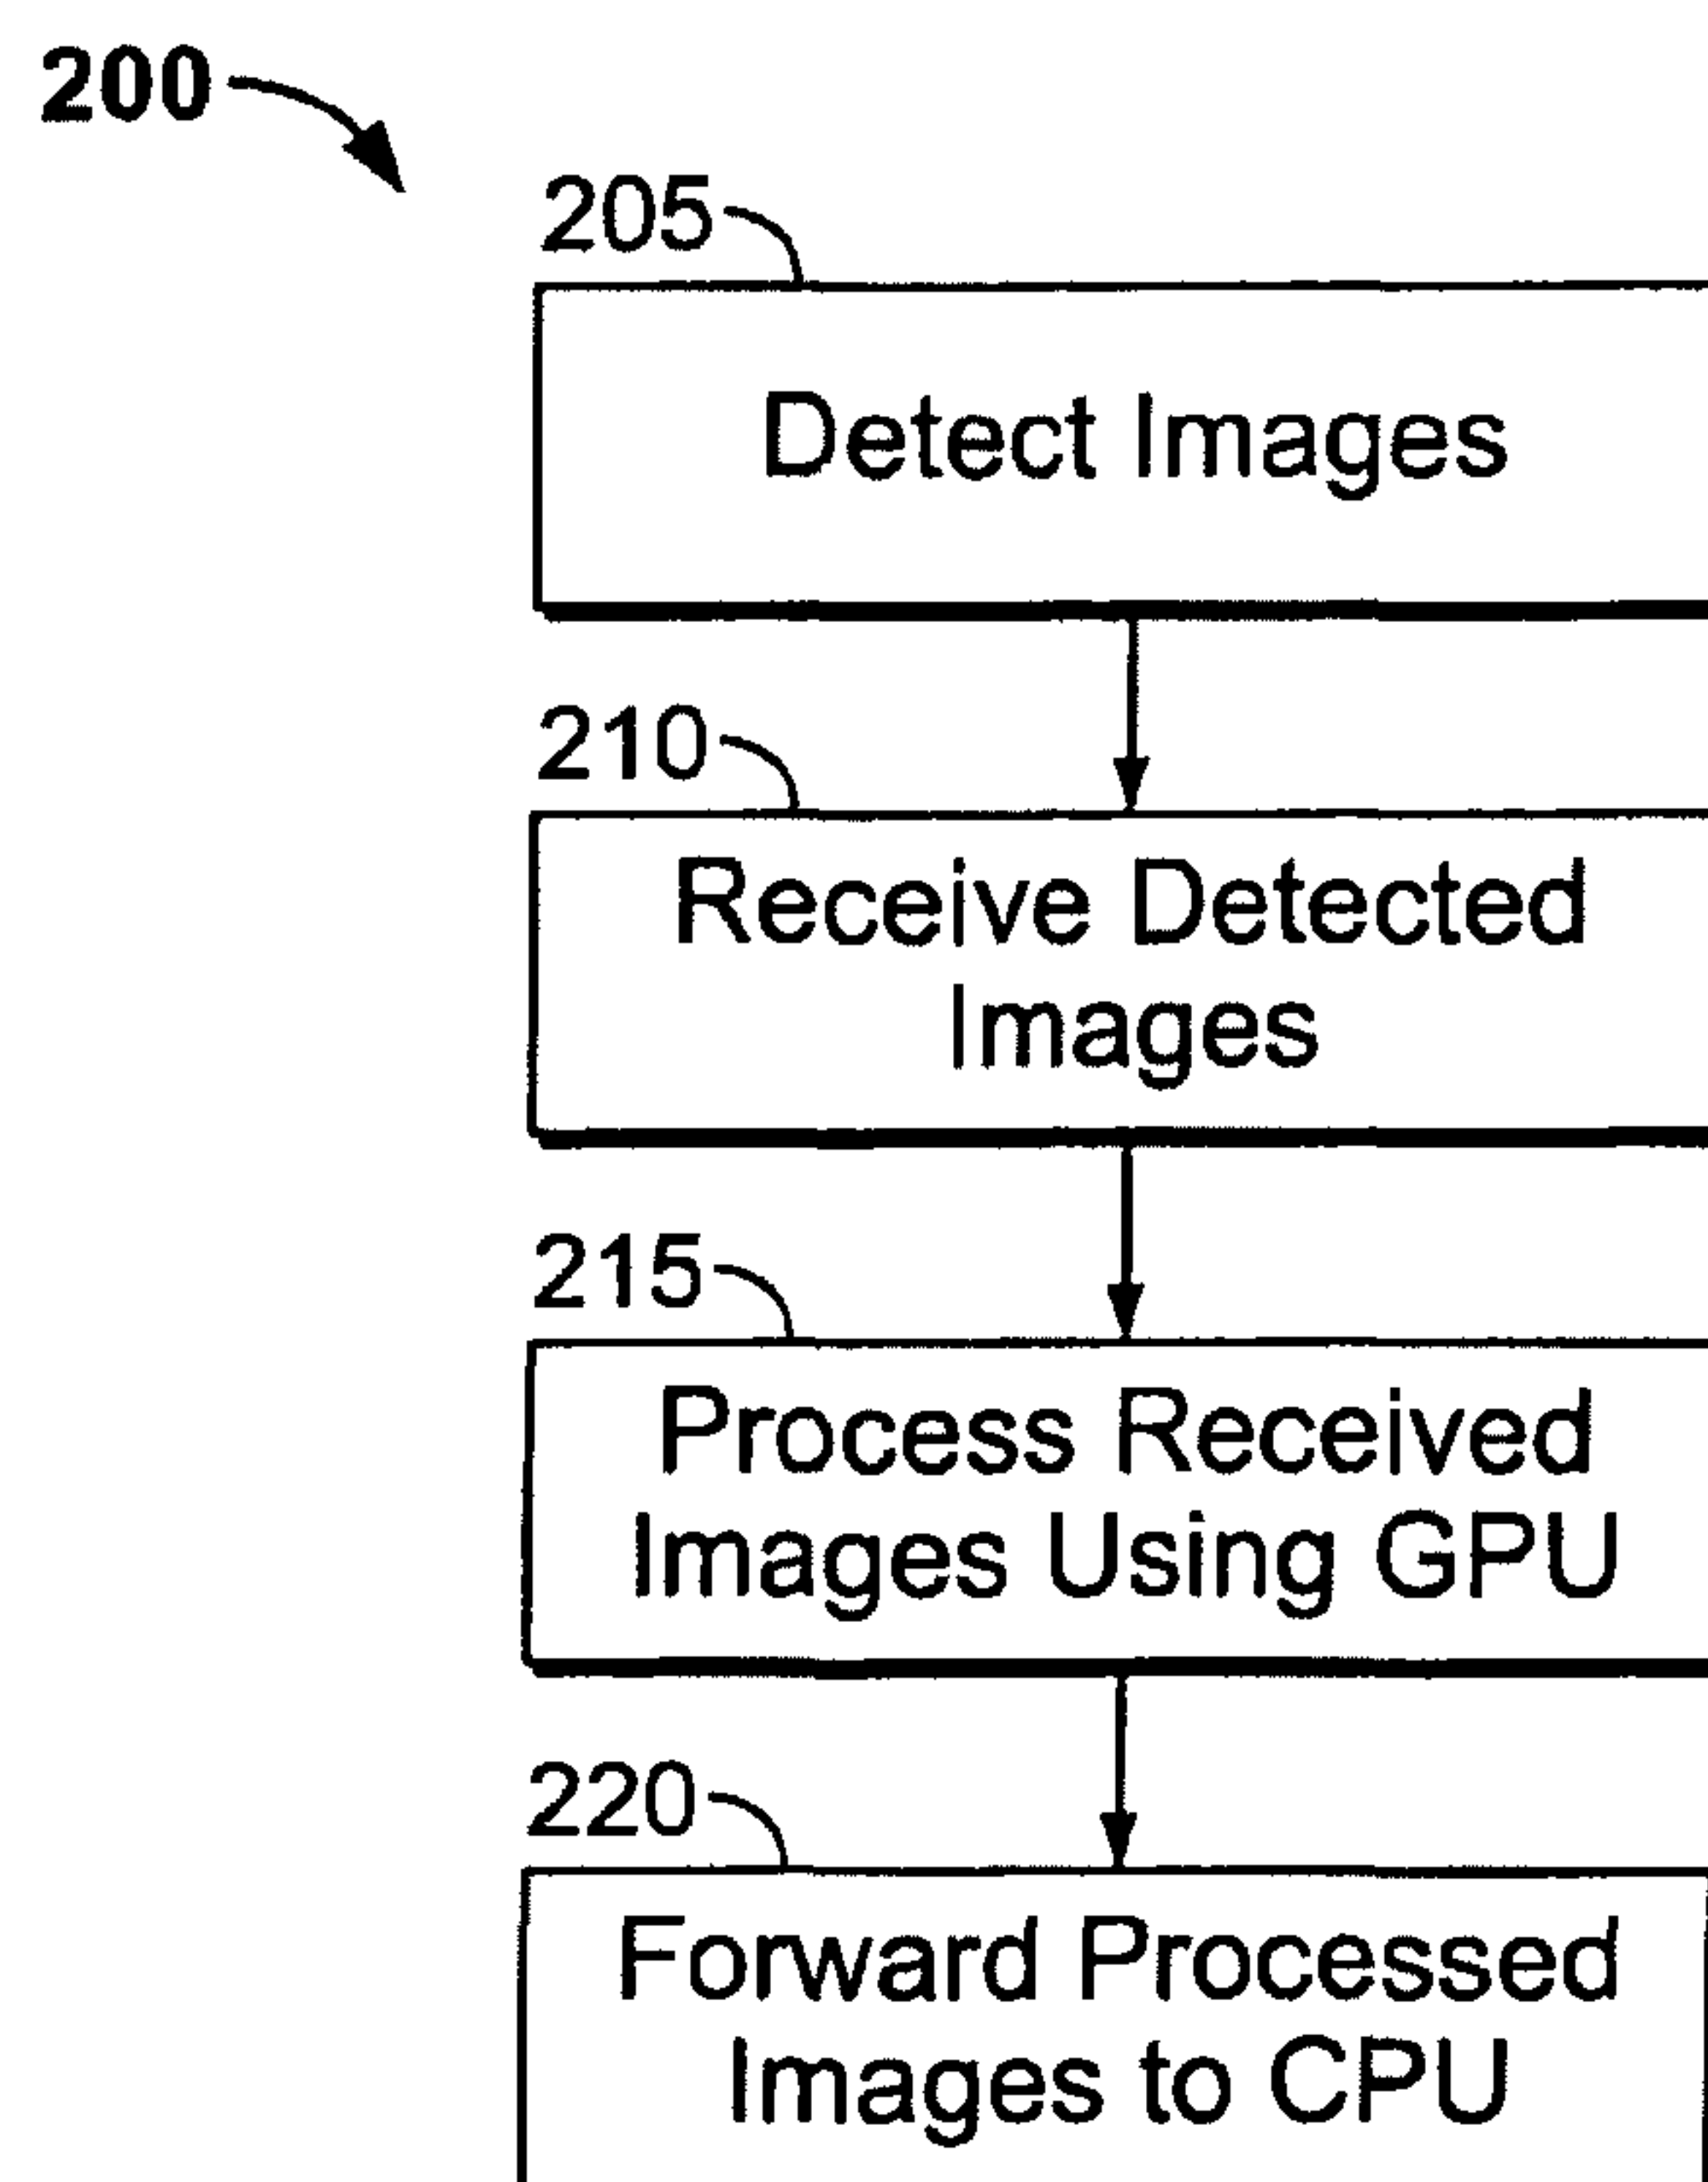 200
205
Detect Images
210
Receive Detected
Images
215
Process Received
Images Using GPU
220
Forward Processed
Images to CPU